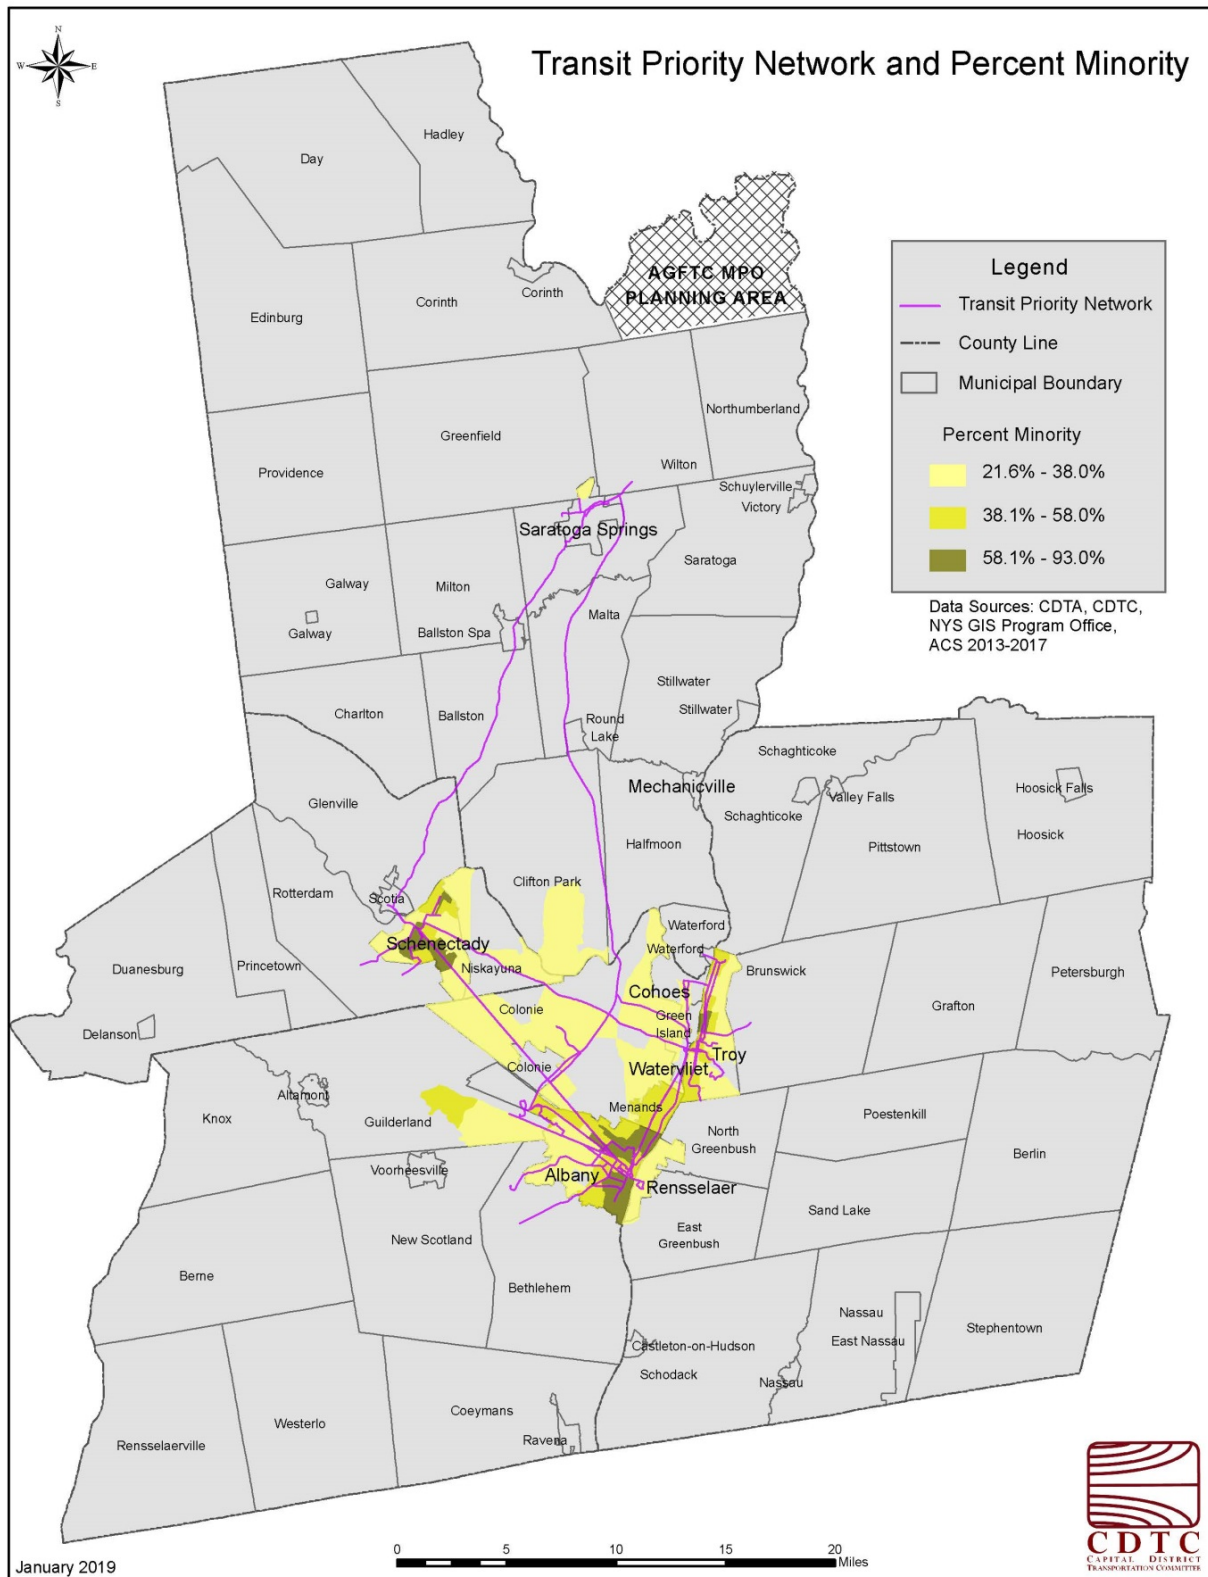 Transit Priority Network and Percent Minority
N
W
E
S
Hadley
Day
AGFTC MPO
PLANNING AREA
Corinth
Corinth
Edinburg
Legend
Transit Priority Network
County Line
Municipal Boundary
Percent Minority
21.6% - 38.0%
38.1% - 58.0%
58.1% - 93.0%
Data Sources: CDTA, CDTC,
NYS GIS Program Office,
ACS 2013-2017
Northumberland
Greenfield
Wilton
Providence
Schuylerville
Victory
Saratoga Springs
Saratoga
Galway
Milton
Malta
Galway
Ballston Spa
Stillwater
Stillwater
Charlton
Ballston
Round
Lake
Schaghticoke
Mechanicville
Hoosick Falls
Valley Falls
Glenville
Schaghticoke
Hoosick
Halfmoon
Pittstown
Clifton Park
Rotterdam
Scotia
Waterford
Schenectady
Waterford
Duanesburg
Princetown
Niskayuna
Brunswick
Petersburgh
Cohoes
Grafton
Colonie
Green
Island
Delanson
Troy
Colonie
Watervliet
Altamont
Menands
Knox
Guilderland
Poestenkill
North
Greenbush
Berlin
Voorheesville
Albany
Rensselaer
Sand Lake
East
Greenbush
New Scotland
Berne
Bethlehem
Nassau
Stephentown
East Nassau
Castleton-on-Hudson
Schodack
Nassau
Coeymans
Westerlo
Ravena
Rensselaerville
CDTC
CAPITAL DISTRICT
TRANSPORTATION COMMITTEE
0
5
10
15
20
Miles
January 2019